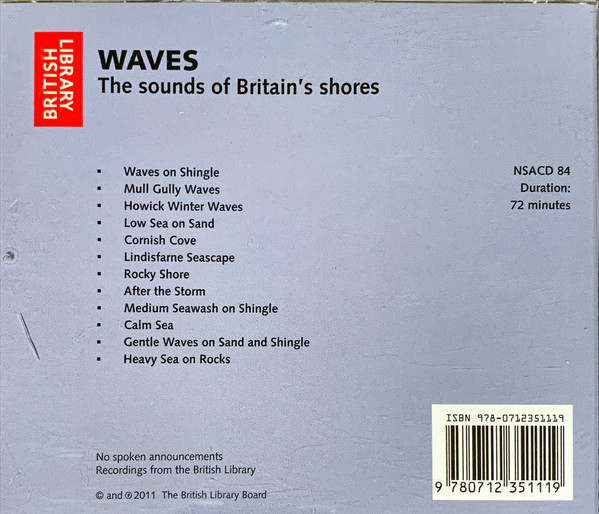 BRITISH
LIBRARY
WAVES
The sounds of Britain's shores
▪ Waves on Shingle
▪ Mull Gully Waves
▪ Howick Winter Waves
▪ Low Sea on Sand
▪ Cornish Cove
▪ Lindisfarne Seascape
▪ Rocky Shore
▪ After the Storm
▪ Medium Seawash on Shingle
▪ Calm Sea
▪ Gentle Waves on Sand and Shingle
▪ Heavy Sea on Rocks
NSACD 84
Duration:
72 minutes
No spoken announcements
Recordings from the British Library
© and ℗ 2011 The British Library Board
ISBN 978-0712351119
9 780712 351119